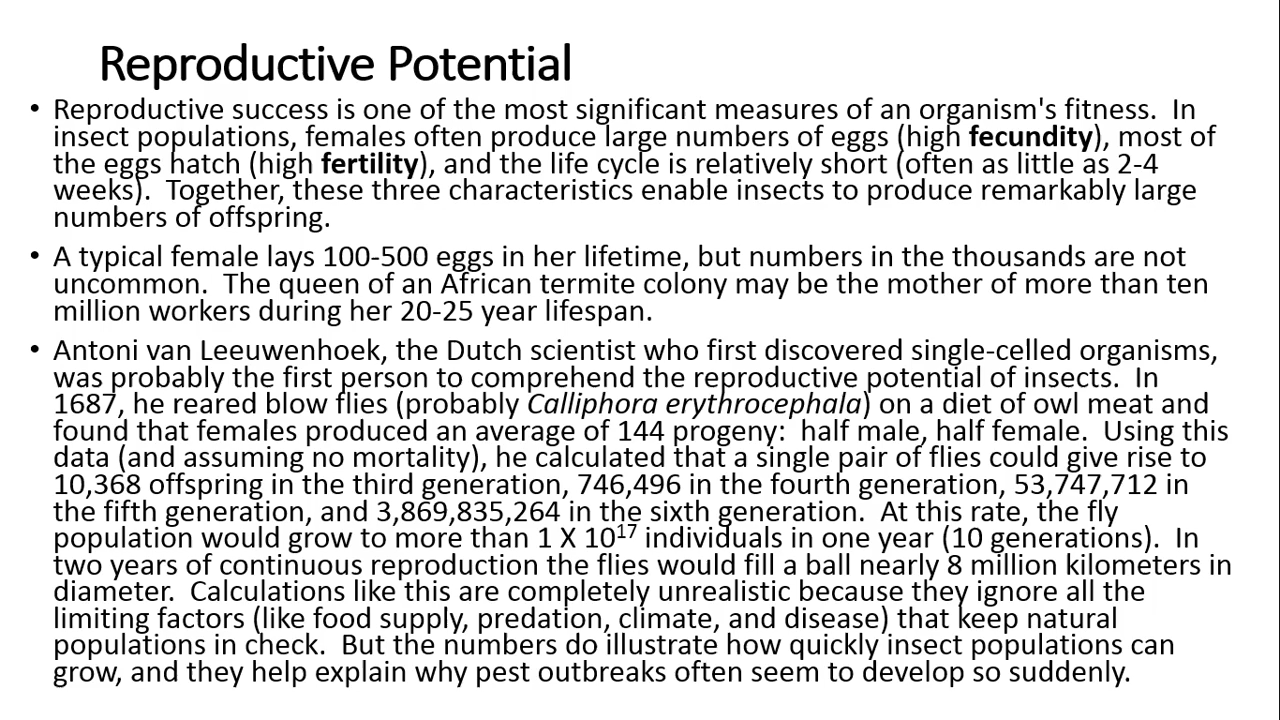 Reproductive Potential
• Reproductive success is one of the most significant measures of an organism's fitness.  In
insect populations, females often produce large numbers of eggs (high fecundity), most of
the eggs hatch (high fertility), and the life cycle is relatively short (often as little as 2-4
weeks).  Together, these three characteristics enable insects to produce remarkably large
numbers of offspring.
• A typical female lays 100-500 eggs in her lifetime, but numbers in the thousands are not
uncommon.  The queen of an African termite colony may be the mother of more than ten
million workers during her 20-25 year lifespan.
• Antoni van Leeuwenhoek, the Dutch scientist who first discovered single-celled organisms,
was probably the first person to comprehend the reproductive potential of insects.  In
1687, he reared blow flies (probably Calliphora erythrocephala) on a diet of owl meat and
found that females produced an average of 144 progeny:  half male, half female.  Using this
data (and assuming no mortality), he calculated that a single pair of flies could give rise to
10,368 offspring in the third generation, 746,496 in the fourth generation, 53,747,712 in
the fifth generation, and 3,869,835,264 in the sixth generation.  At this rate, the fly
population would grow to more than 1 X 10¹⁷ individuals in one year (10 generations).  In
two years of continuous reproduction the flies would fill a ball nearly 8 million kilometers in
diameter.  Calculations like this are completely unrealistic because they ignore all the
limiting factors (like food supply, predation, climate, and disease) that keep natural
populations in check.  But the numbers do illustrate how quickly insect populations can
grow, and they help explain why pest outbreaks often seem to develop so suddenly.